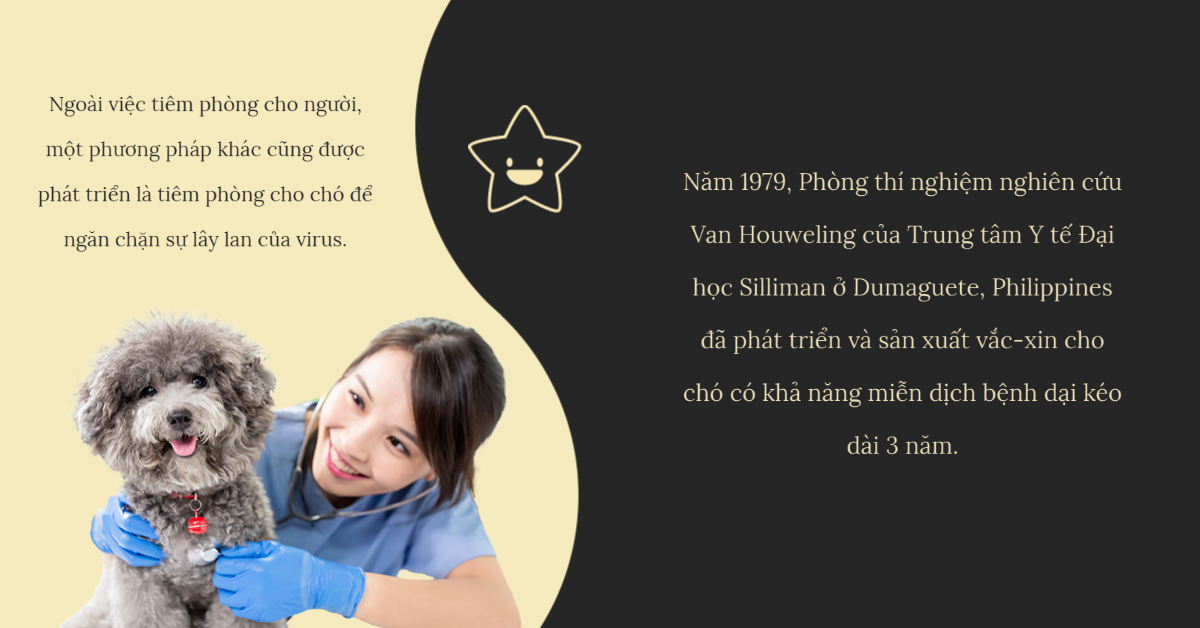 Ngoài việc tiêm phòng cho người,
một phương pháp khác cũng được
phát triển là tiêm phòng cho chó để
ngăn chặn sự lây lan của virus.
Năm 1979, Phòng thí nghiệm nghiên cứu
Van Houweling của Trung tâm Y tế Đại
học Silliman ở Dumaguete, Philippines
đã phát triển và sản xuất vắc-xin cho
chó có khả năng miễn dịch bệnh dại kéo
dài 3 năm.